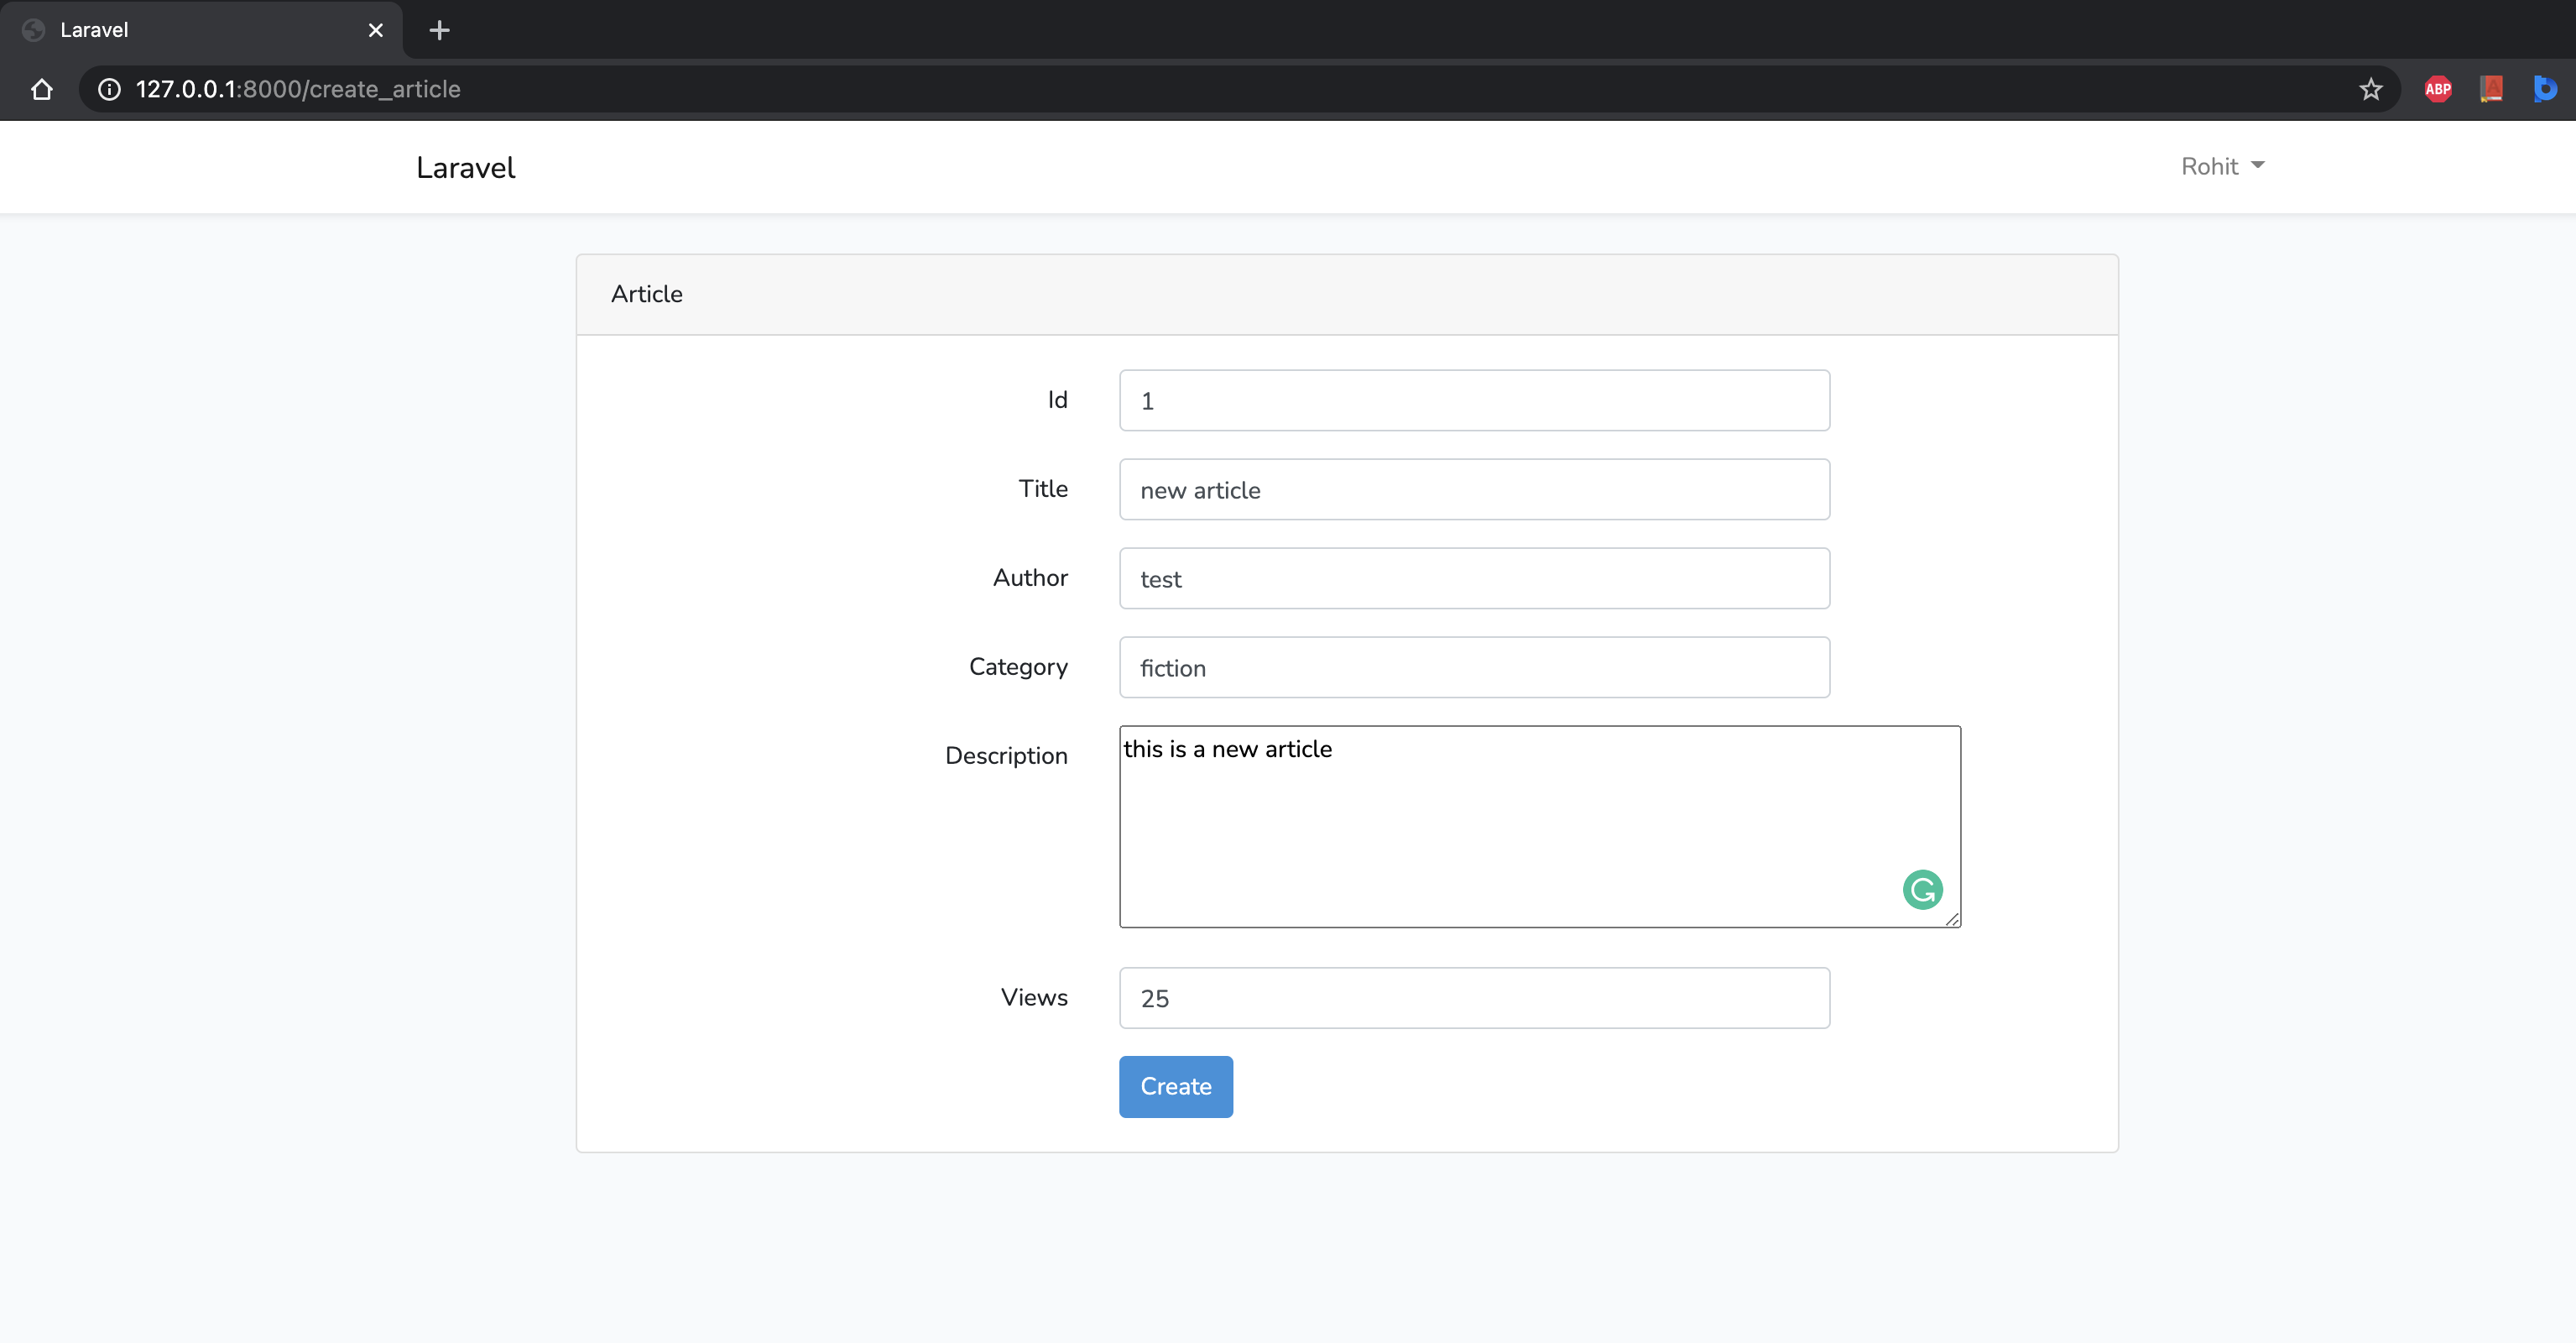 Laravel
127.0.0.1:8000/create_article
ABP
Laravel
Rohit
Article
Id
1
Title
new article
Author
test
Category
fiction
Description
this is a new article
Views
25
Create